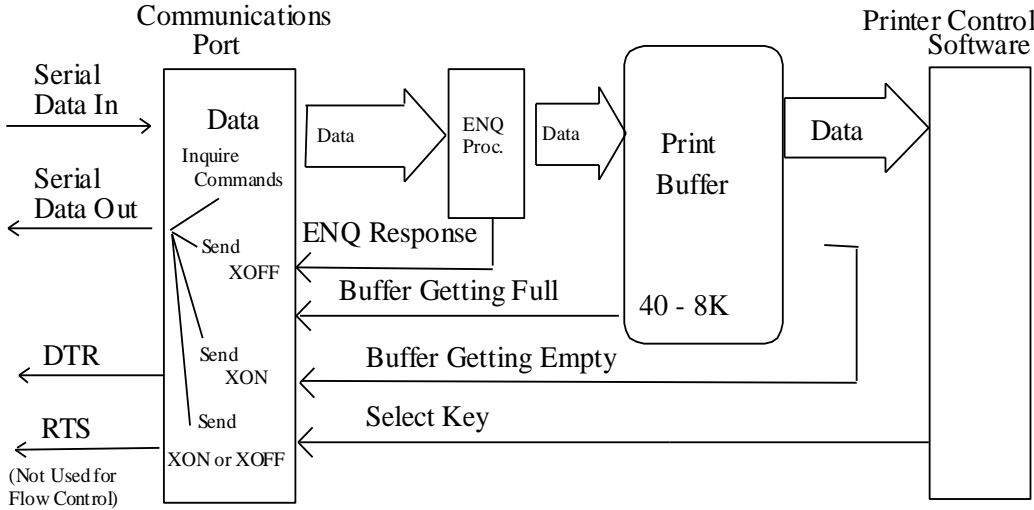 Communications
Port
Printer Control
Software
Serial
Data In
Data
Data
ENQ
Proc.
Data
Print
Buffer
Data
Inquire
Commands
Serial
Data Out
Send
XOFF
ENQ Response
Buffer Getting Full
40 - 8K
DTR
Send
XON
Buffer Getting Empty
RTS
Send
Select Key
(Not Used for
Flow Control)
XON or XOFF